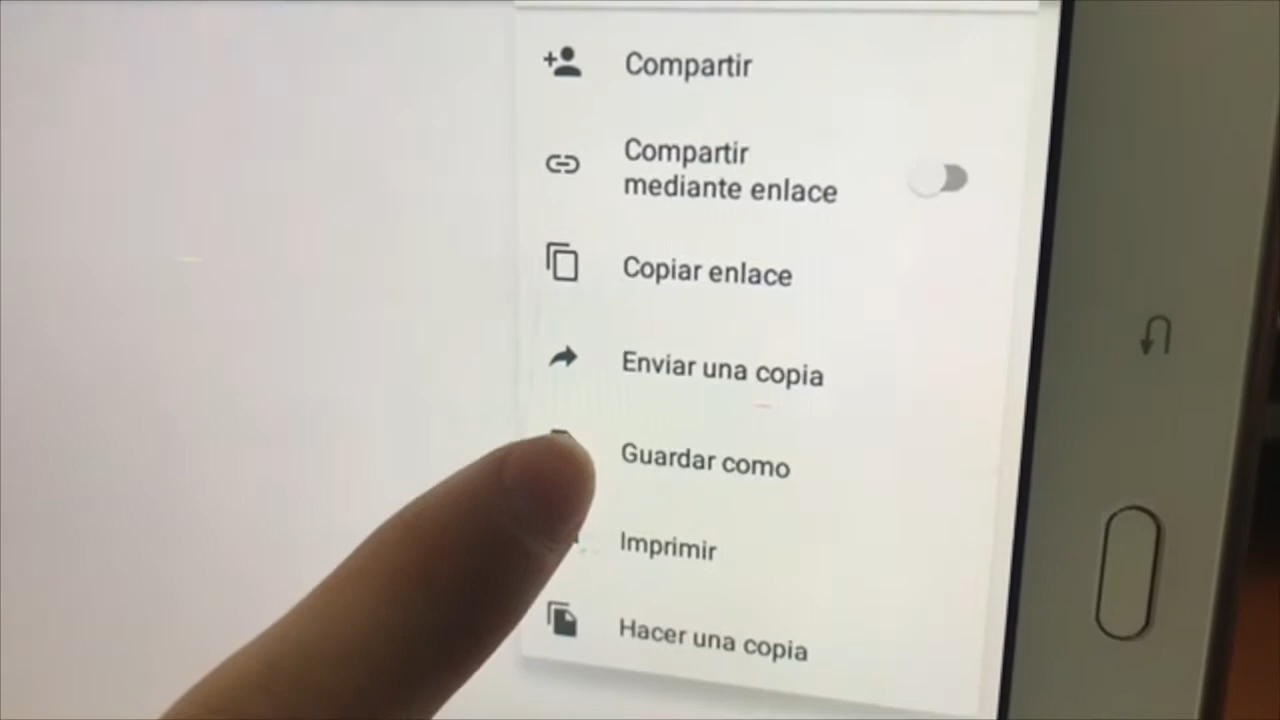 Compartir
Compartir
mediante enlace
Copiar enlace
Enviar una copia
Guardar como
Imprimir
Hacer una copia